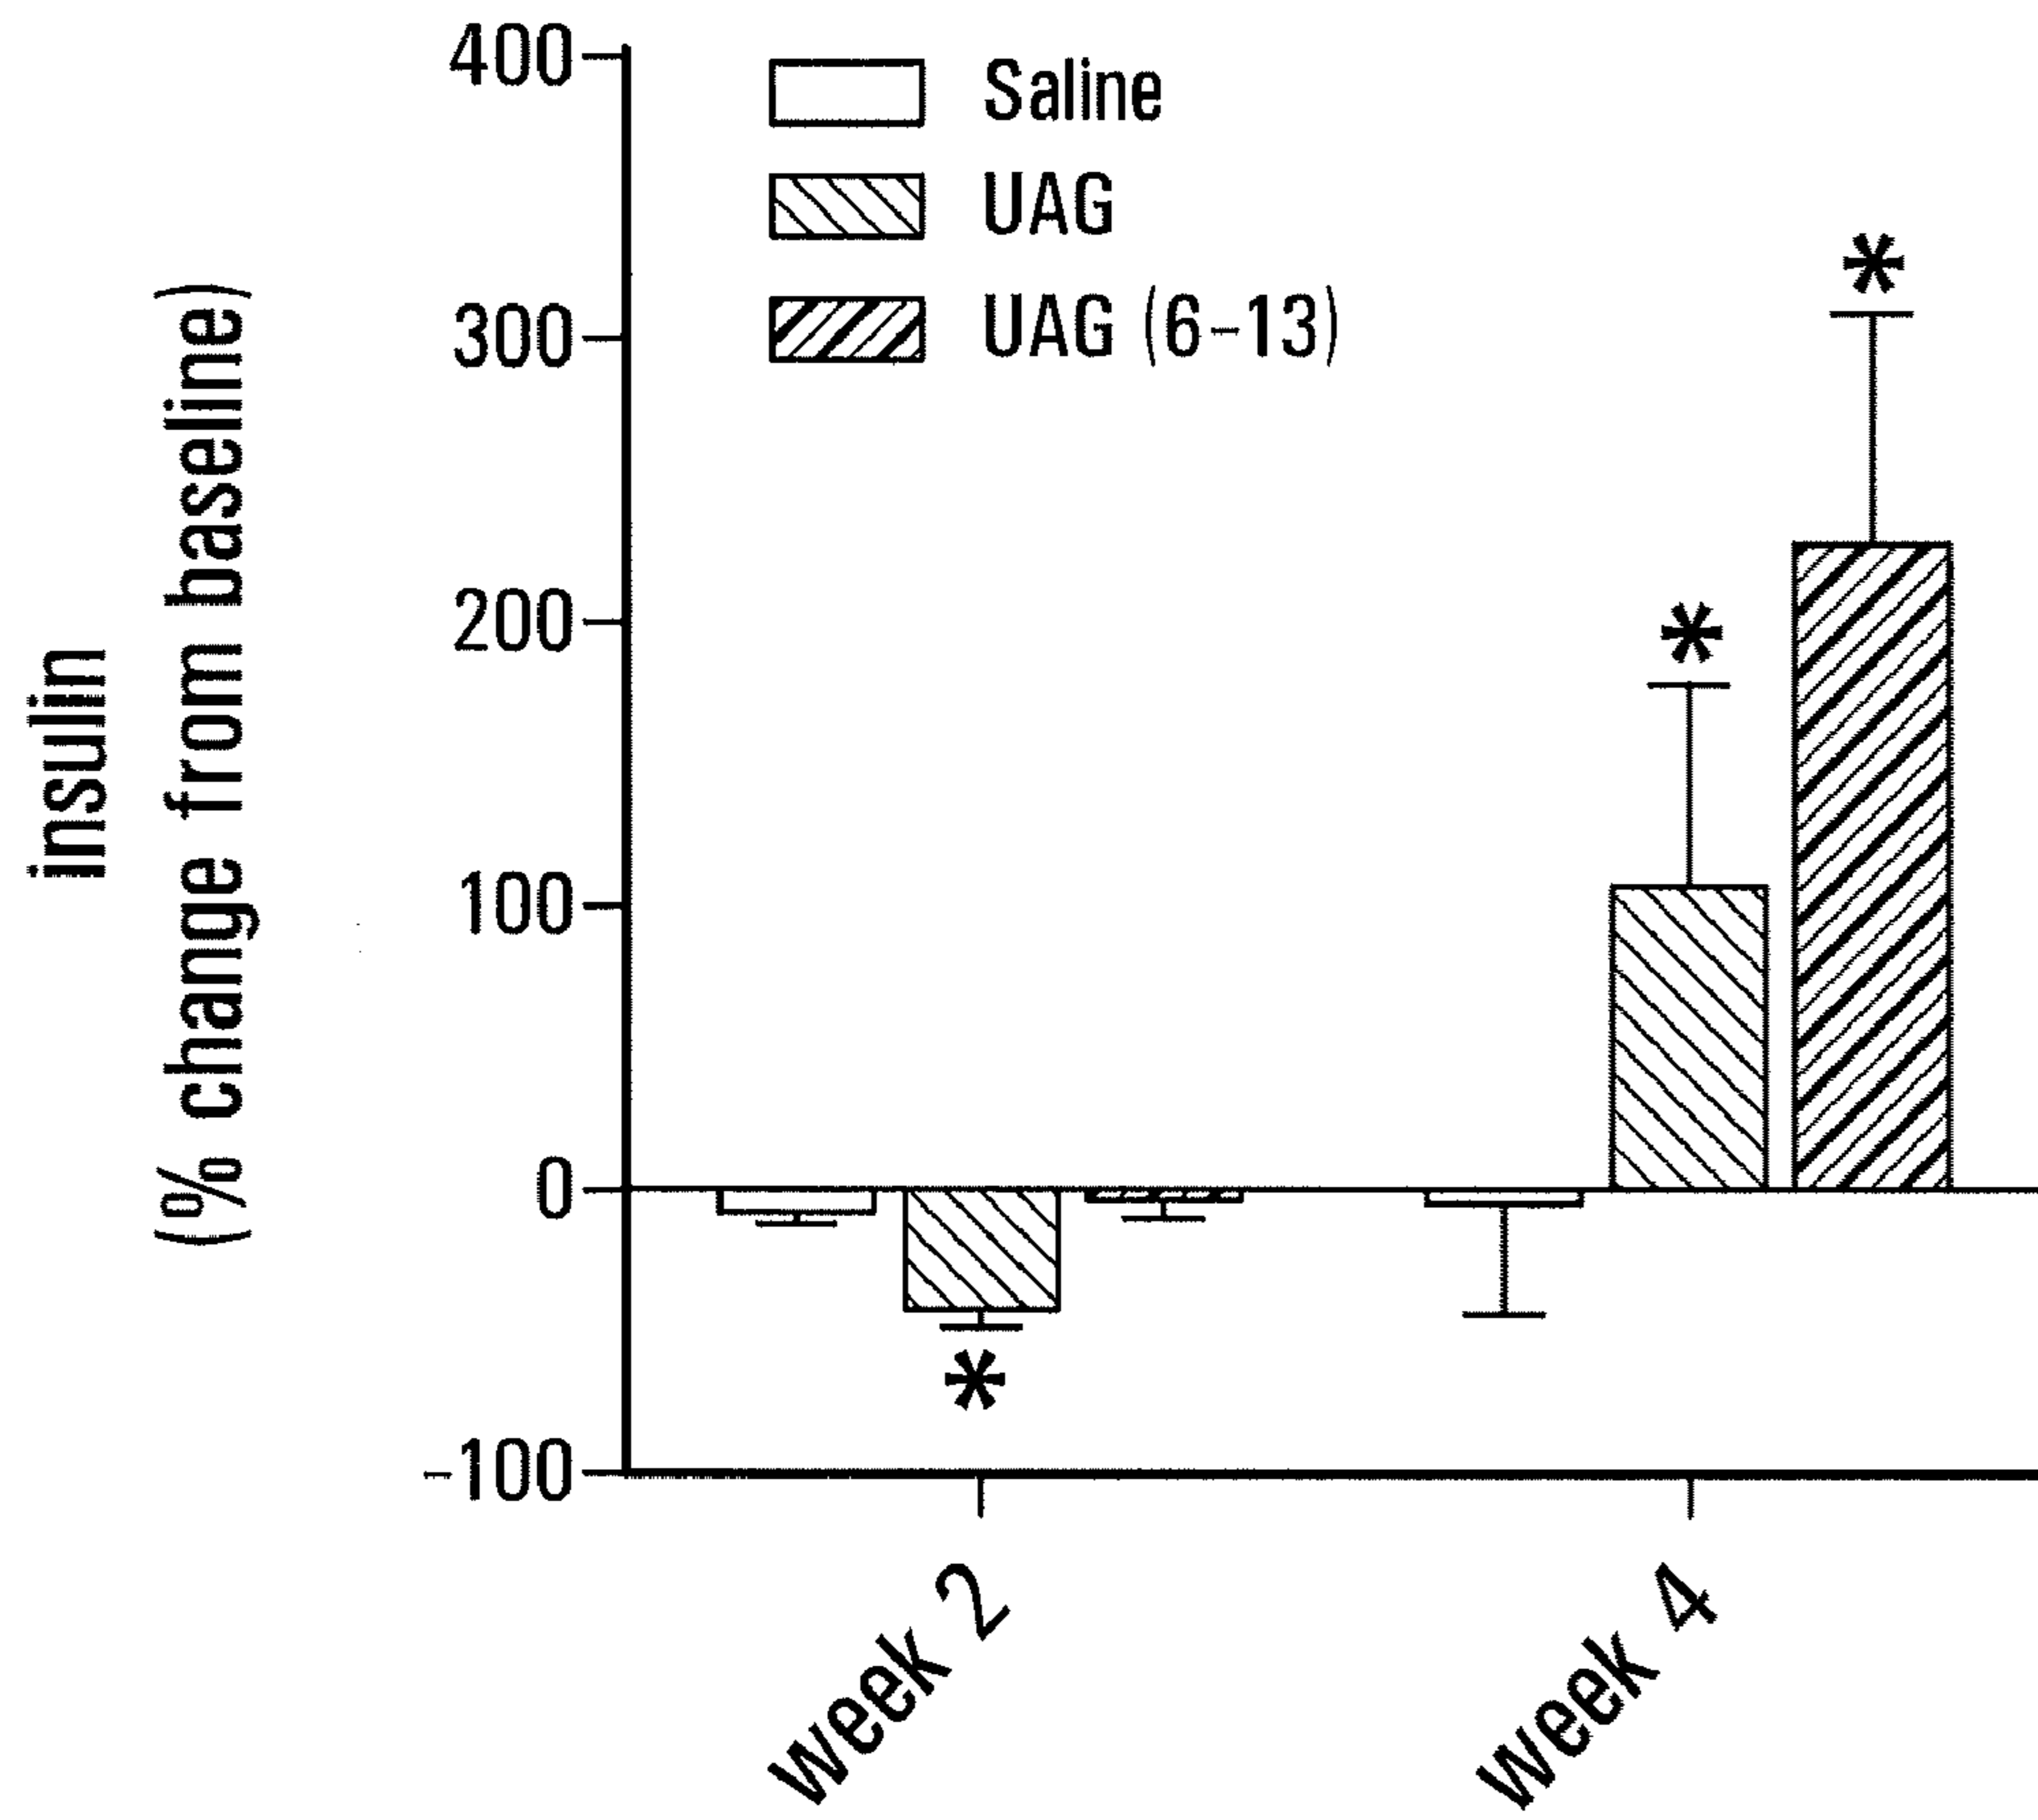 insulin
(% change from baseline)
400
300
200
100
0
-100
Saline
UAG
UAG (6-13)
*
*
*
week 2
week 4